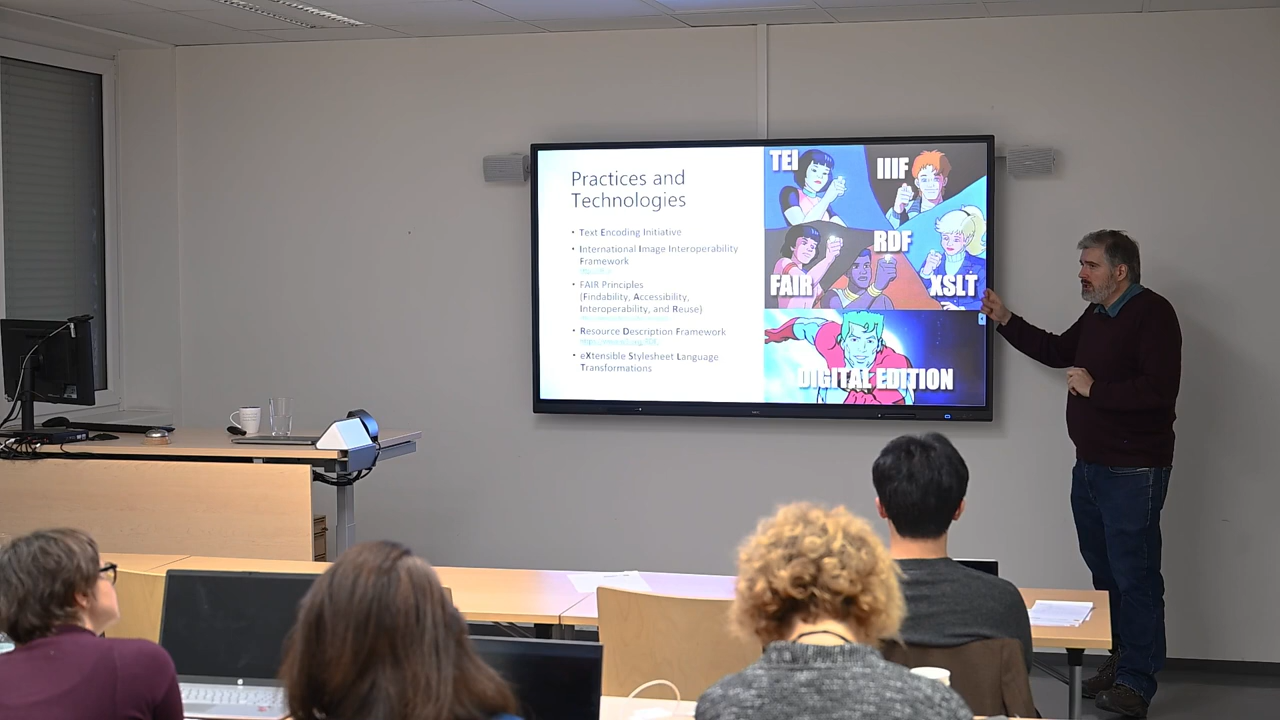 Practices and
Technologies
• Text Encoding Initiative
• International Image Interoperability
Framework
• FAIR Principles
(Findability, Accessibility,
Interoperability, and Reuse)
• Resource Description Framework
• eXtensible Stylesheet Language
Transformations
TEI
IIIF
RDF
FAIR
XSLT
DIGITAL EDITION